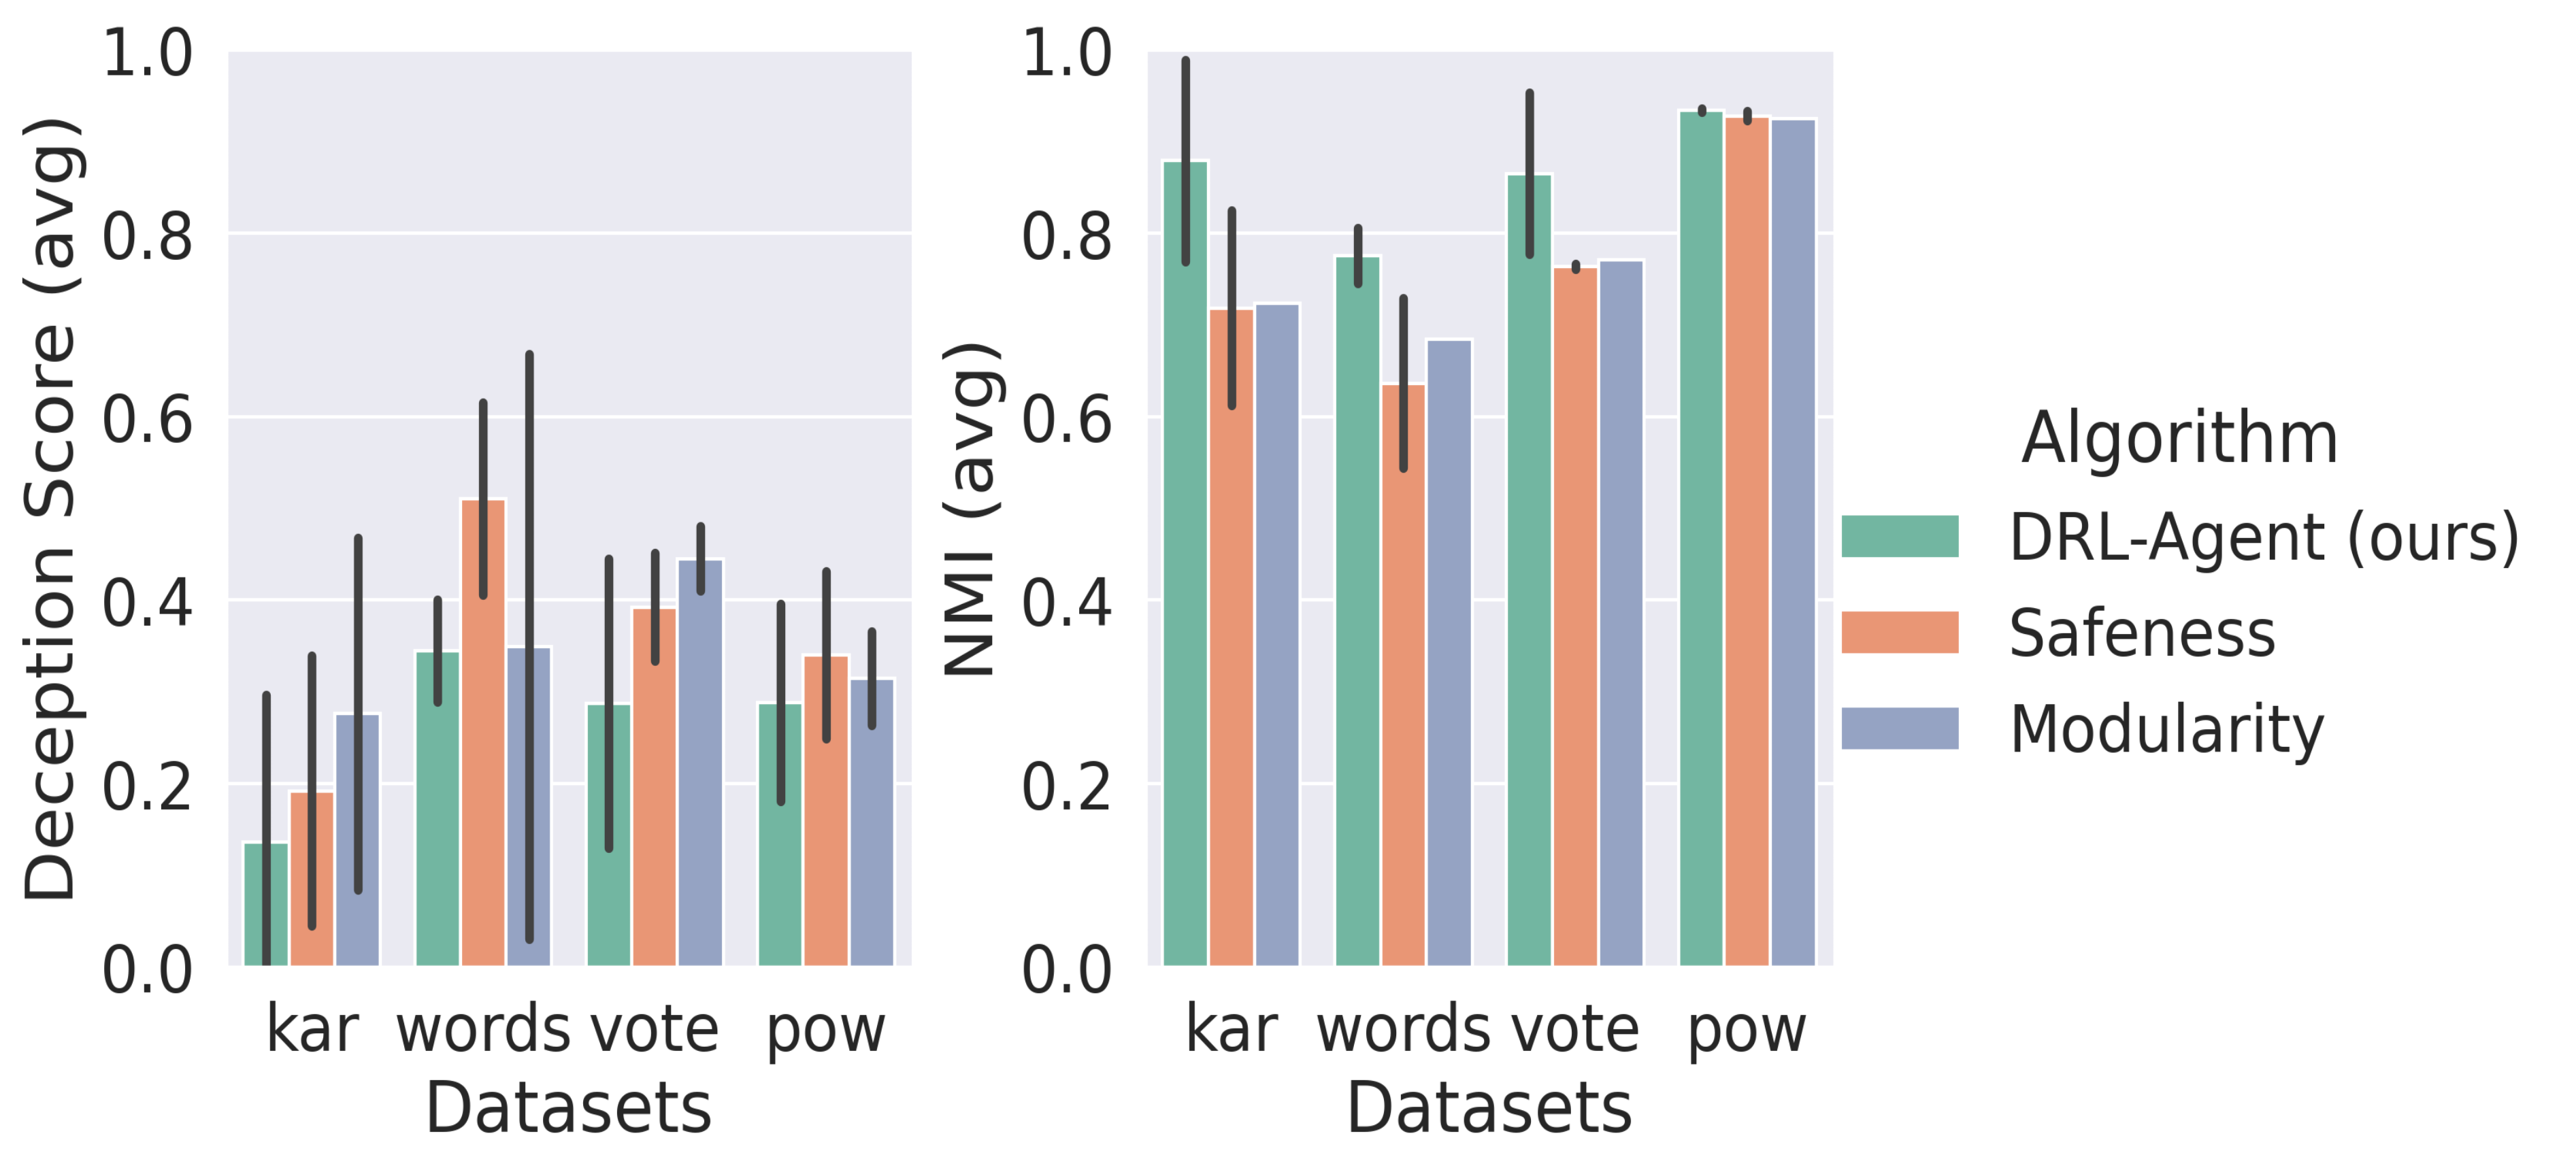 Deception Score (avg)
1.0
0.8
0.6
0.4
0.2
0.0
kar words vote pow
Datasets
NMI (avg)
1.0
0.8
0.6
0.4
0.2
0.0
kar words vote pow
Datasets
Algorithm
DRL-Agent (ours)
Safeness
Modularity